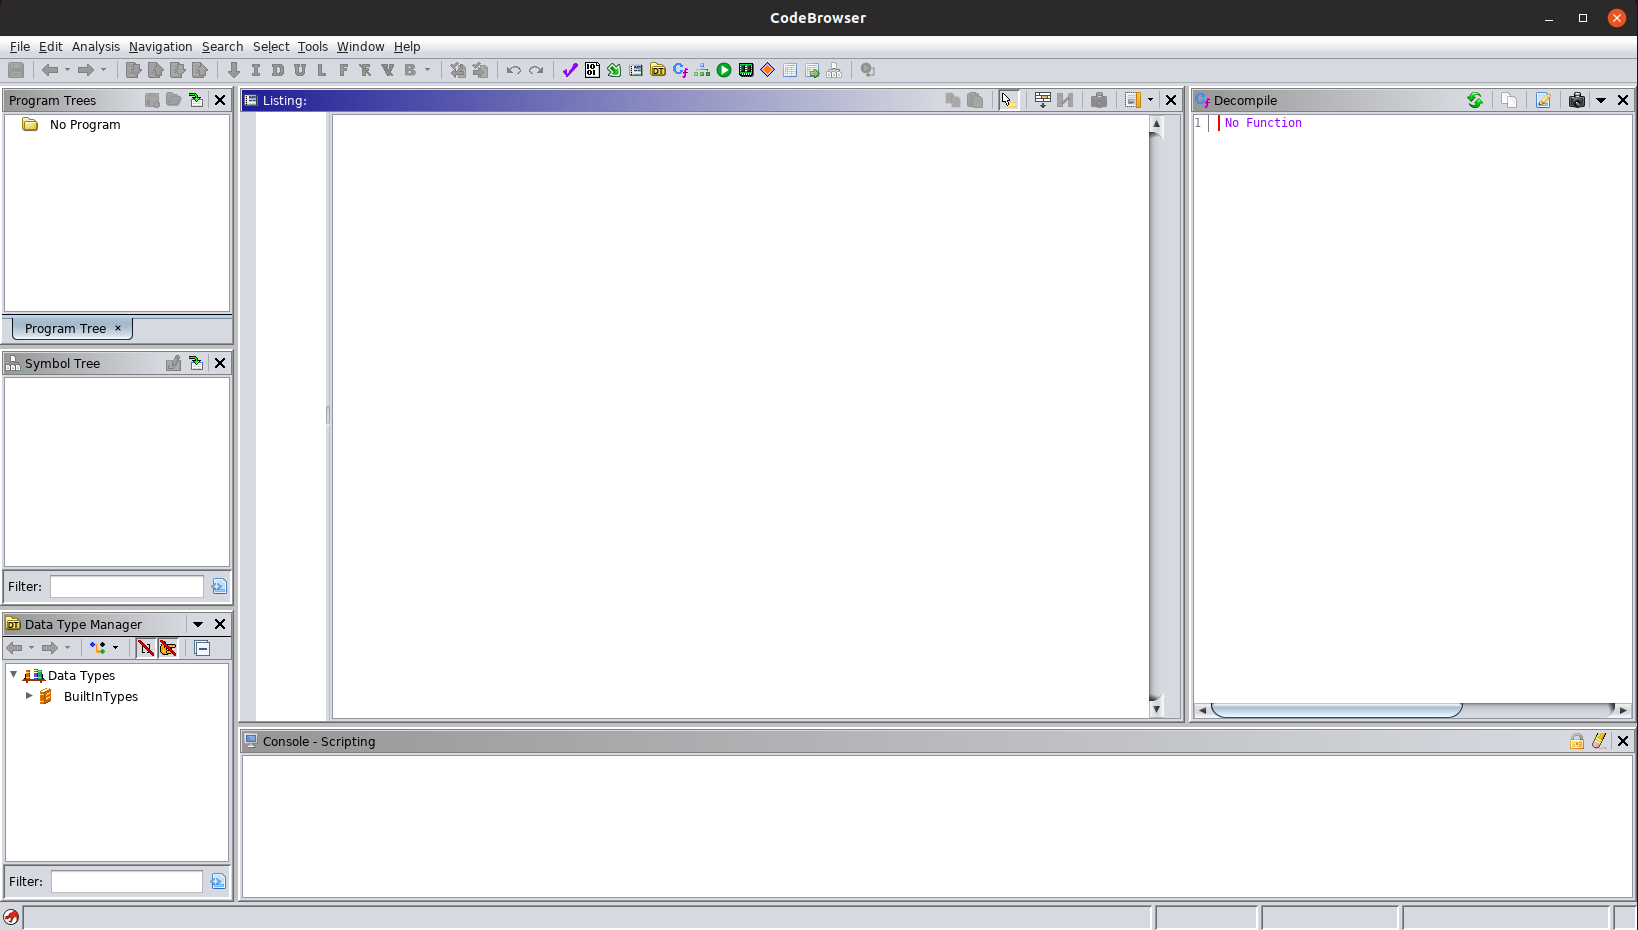 CodeBrowser
File Edit Analysis Navigation Search Select Tools Window Help
I D U L F R V B
Program Trees
No Program
Program Tree ×
Symbol Tree
Filter:
Data Type Manager
Data Types
BuiltInTypes
Filter:
Listing:
Decompile
1 No Function
Console - Scripting